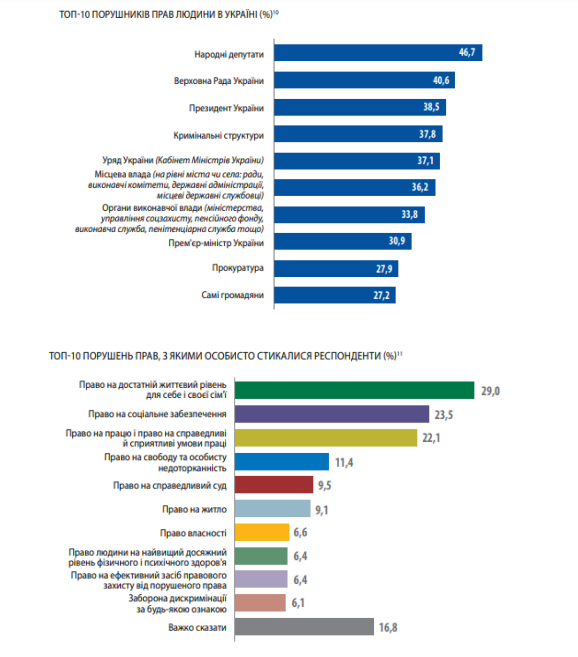 ТОП-10 ПОРУШНИКІВ ПРАВ ЛЮДИНИ В УКРАЇНІ (%)¹⁰
Народні депутати 46,7
Верховна Рада України 40,6
Президент України 38,5
Кримінальні структури 37,8
Уряд України (Кабінет Міністрів України) 37,1
Місцева влада (на рівні міста чи села: ради,
виконавчі комітети, державні адміністрації, 36,2
місцеві державні службовці)
Органи виконавчої влади (міністерства,
управління соцзахисту, пенсійного фонду, 33,8
виконавча служба, пенітенціарна служба тощо)
Прем'єр-міністр України 30,9
Прокуратура 27,9
Самі громадяни 27,2
ТОП-10 ПОРУШЕНЬ ПРАВ, З ЯКИМИ ОСОБИСТО СТИКАЛИСЯ РЕСПОНДЕНТИ (%)¹¹
Право на достатній життєвий рівень
для себе і своєї сім'ї 29,0
Право на соціальне забезпечення 23,5
Право на працю і право на справедливі
й сприятливі умови праці 22,1
Право на свободу та особисту
недоторканність 11,4
Право на справедливий суд 9,5
Право на житло 9,1
Право власності 6,6
Право людини на найвищий досяжний
рівень фізичного і психічного здоров'я 6,4
Право на ефективний засіб правового
захисту від порушеного права 6,4
Заборона дискримінації
за будь-якою ознакою 6,1
Важко сказати 16,8